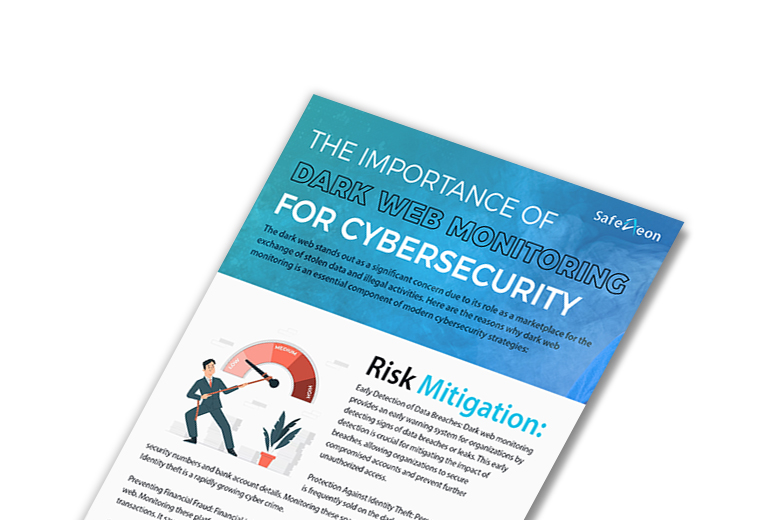 THE IMPORTANCE OF
DARK WEB MONITORING
FOR CYBERSECURITY
SafeAeon
The dark web stands out as a significant concern due to its role as a marketplace for the
exchange of stolen data and illegal activities. Here are the reasons why dark web
monitoring is an essential component of modern cybersecurity strategies:
LOW
MEDIUM
HIGH
Risk Mitigation:
Early Detection of Data Breaches: Dark web monitoring
provides an early warning system for organizations by
detecting signs of data breaches or leaks. This early
detection is crucial for mitigating the impact of
breaches, allowing organizations to secure
compromised accounts and prevent further
unauthorized access.
Protection Against Identity Theft:
is frequently sold on the
security numbers and bank account details. Monitoring these
Identity theft is a rapidly growing cyber crime.
Preventing Financial Fraud: Financial
web. Monitoring these
transactions. It